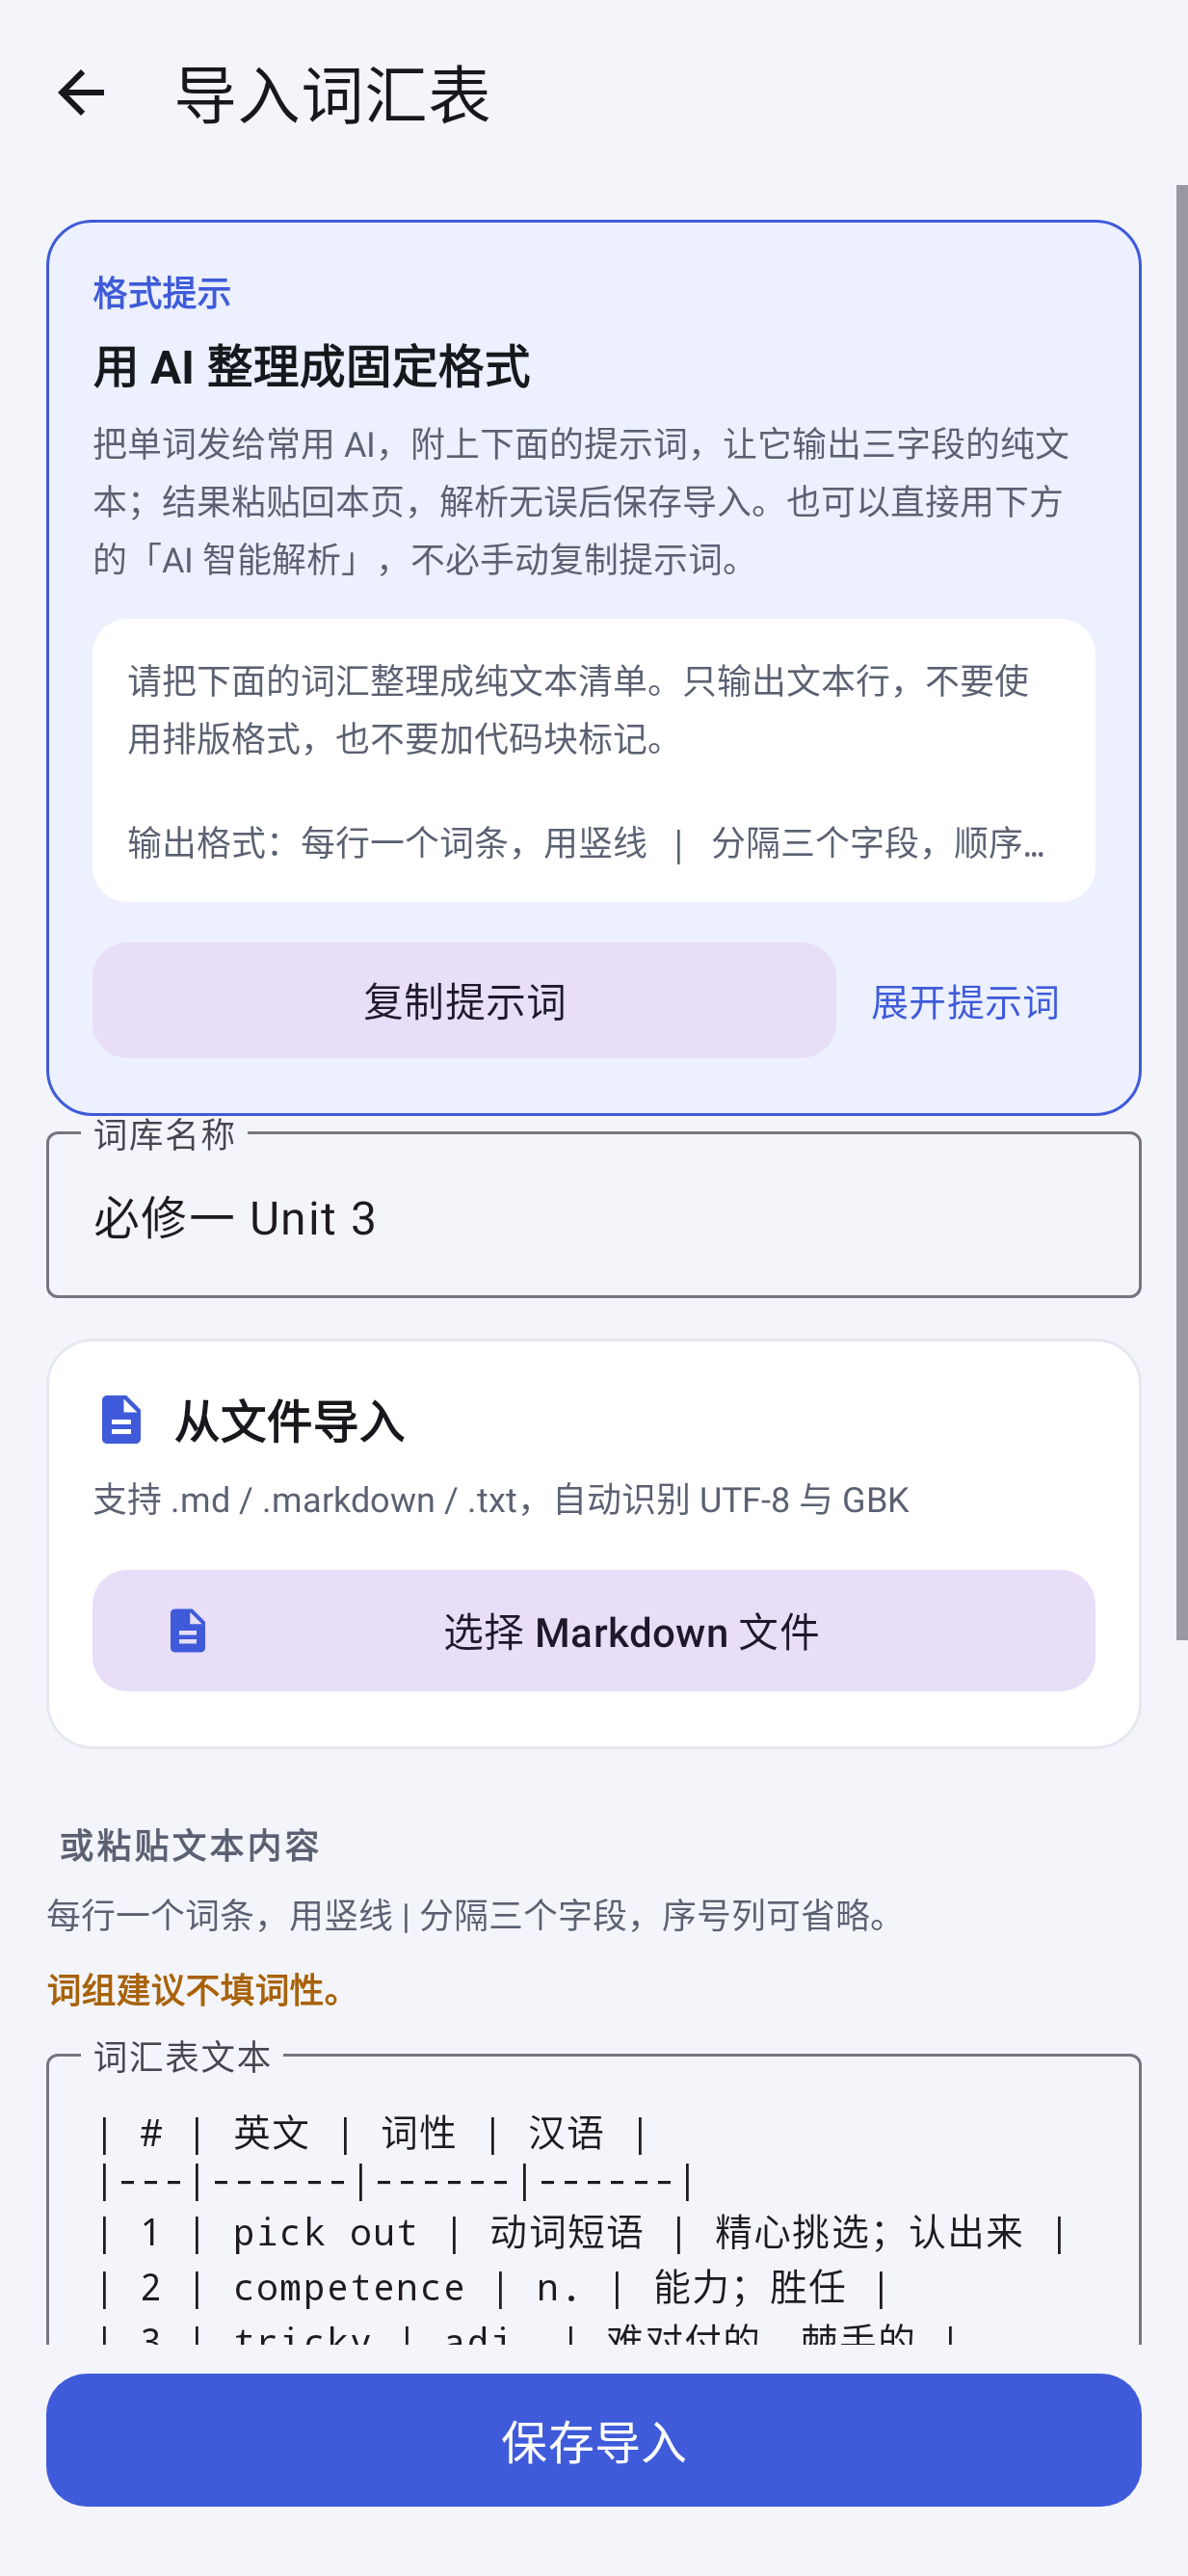 导入词汇表
格式提示
用 AI 整理成固定格式
把单词发给常用 AI，附上下面的提示词，让它输出三字段的纯文
本；结果粘贴回本页，解析无误后保存导入。也可以直接用下方
的「AI 智能解析」，不必手动复制提示词。
请把下面的词汇整理成纯文本清单。只输出文本行，不要使
用排版格式，也不要加代码块标记。
输出格式：每行一个词条，用竖线 | 分隔三个字段，顺序…
复制提示词
展开提示词
词库名称
必修一 Unit 3
从文件导入
支持 .md / .markdown / .txt，自动识别 UTF-8 与 GBK
选择 Markdown 文件
或粘贴文本内容
每行一个词条，用竖线 | 分隔三个字段，序号列可省略。
词组建议不填词性。
词汇表文本
| # | 英文 | 词性 | 汉语 |
|---|------|------|------|
| 1 | pick out | 动词短语 | 精心挑选；认出来 |
| 2 | competence | n. | 能力；胜任 |
| 3 | tricky | adj. | 难对付的，棘手的 |
保存导入